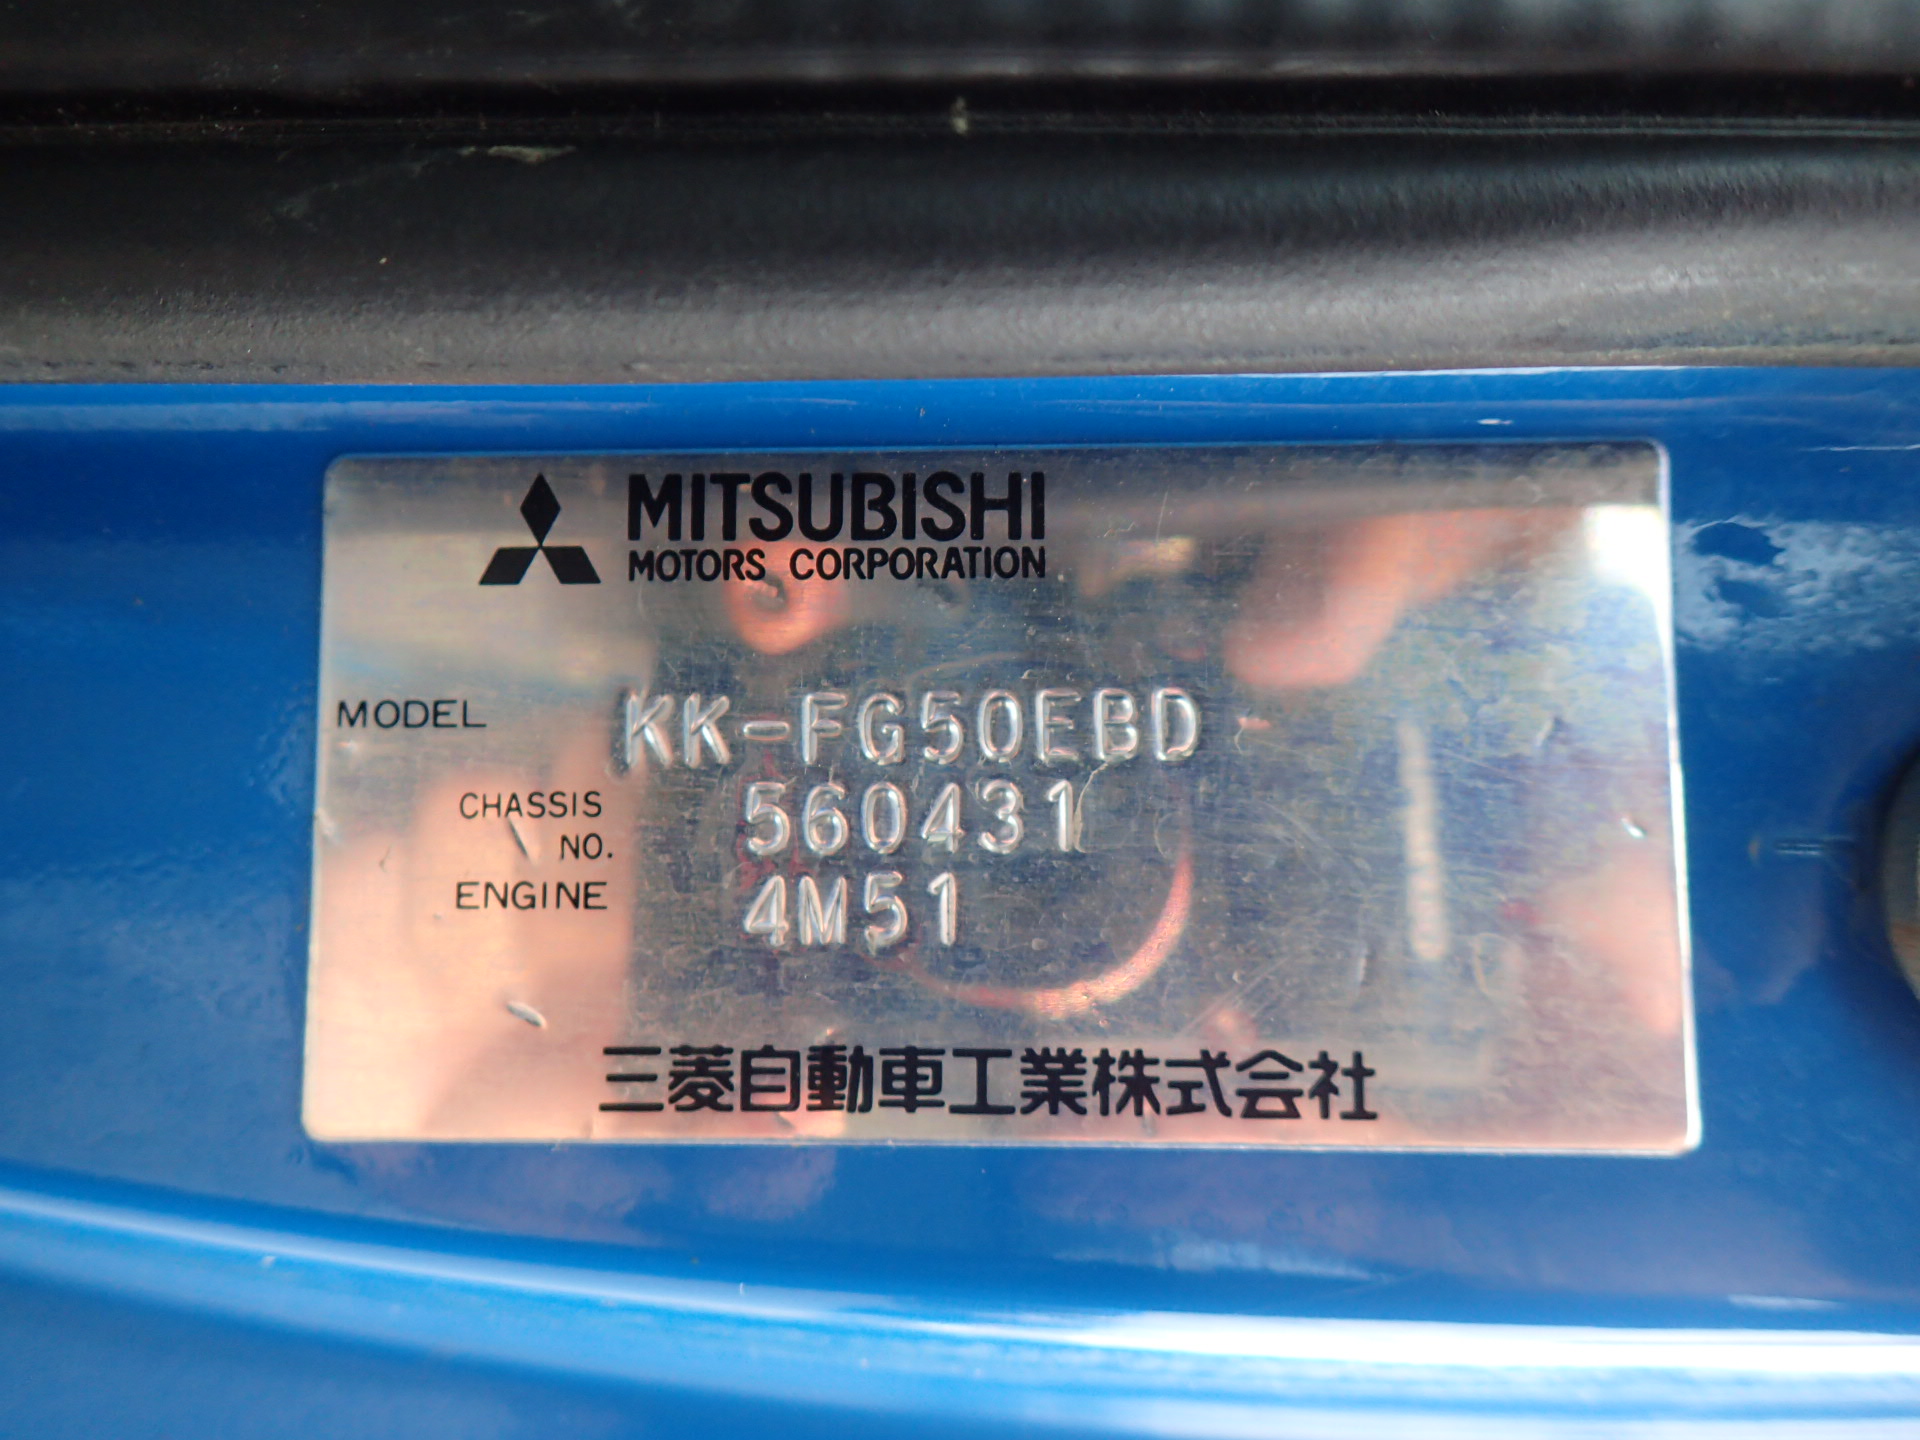 MITSUBISHI
MOTORS CORPORATION
MODEL KK-FG50EBD
CHASSIS NO. 560431
ENGINE 4M51
三菱自動車工業株式会社